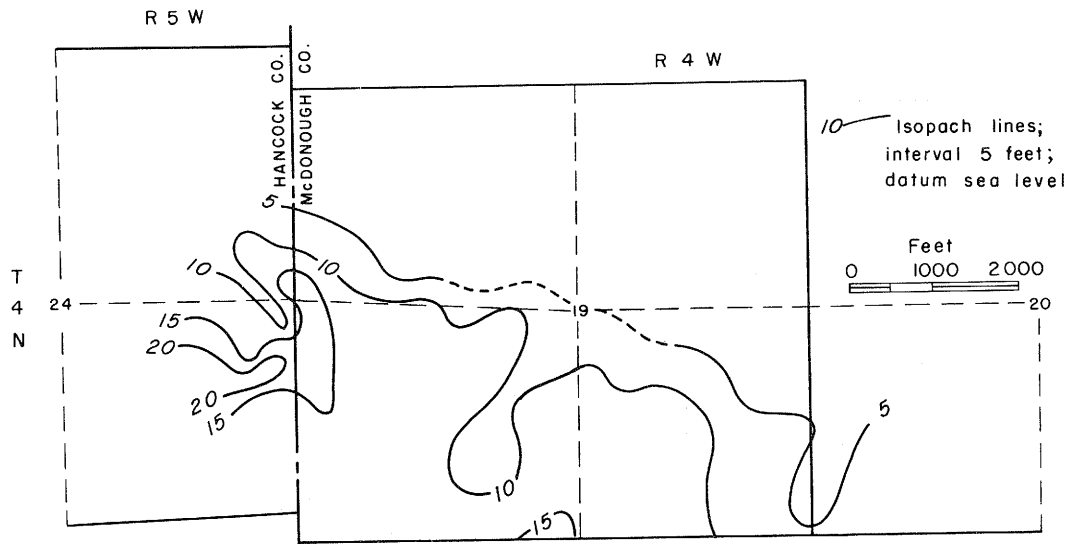 R 5 W
R 4 W
HANCOCK CO.
McDONOUGH CO.
10 Isopach lines;
interval 5 feet;
datum sea level
5
Feet
0 1000 2000
10
10
T
4
N
24
19
20
15
20
20
15
5
10
15